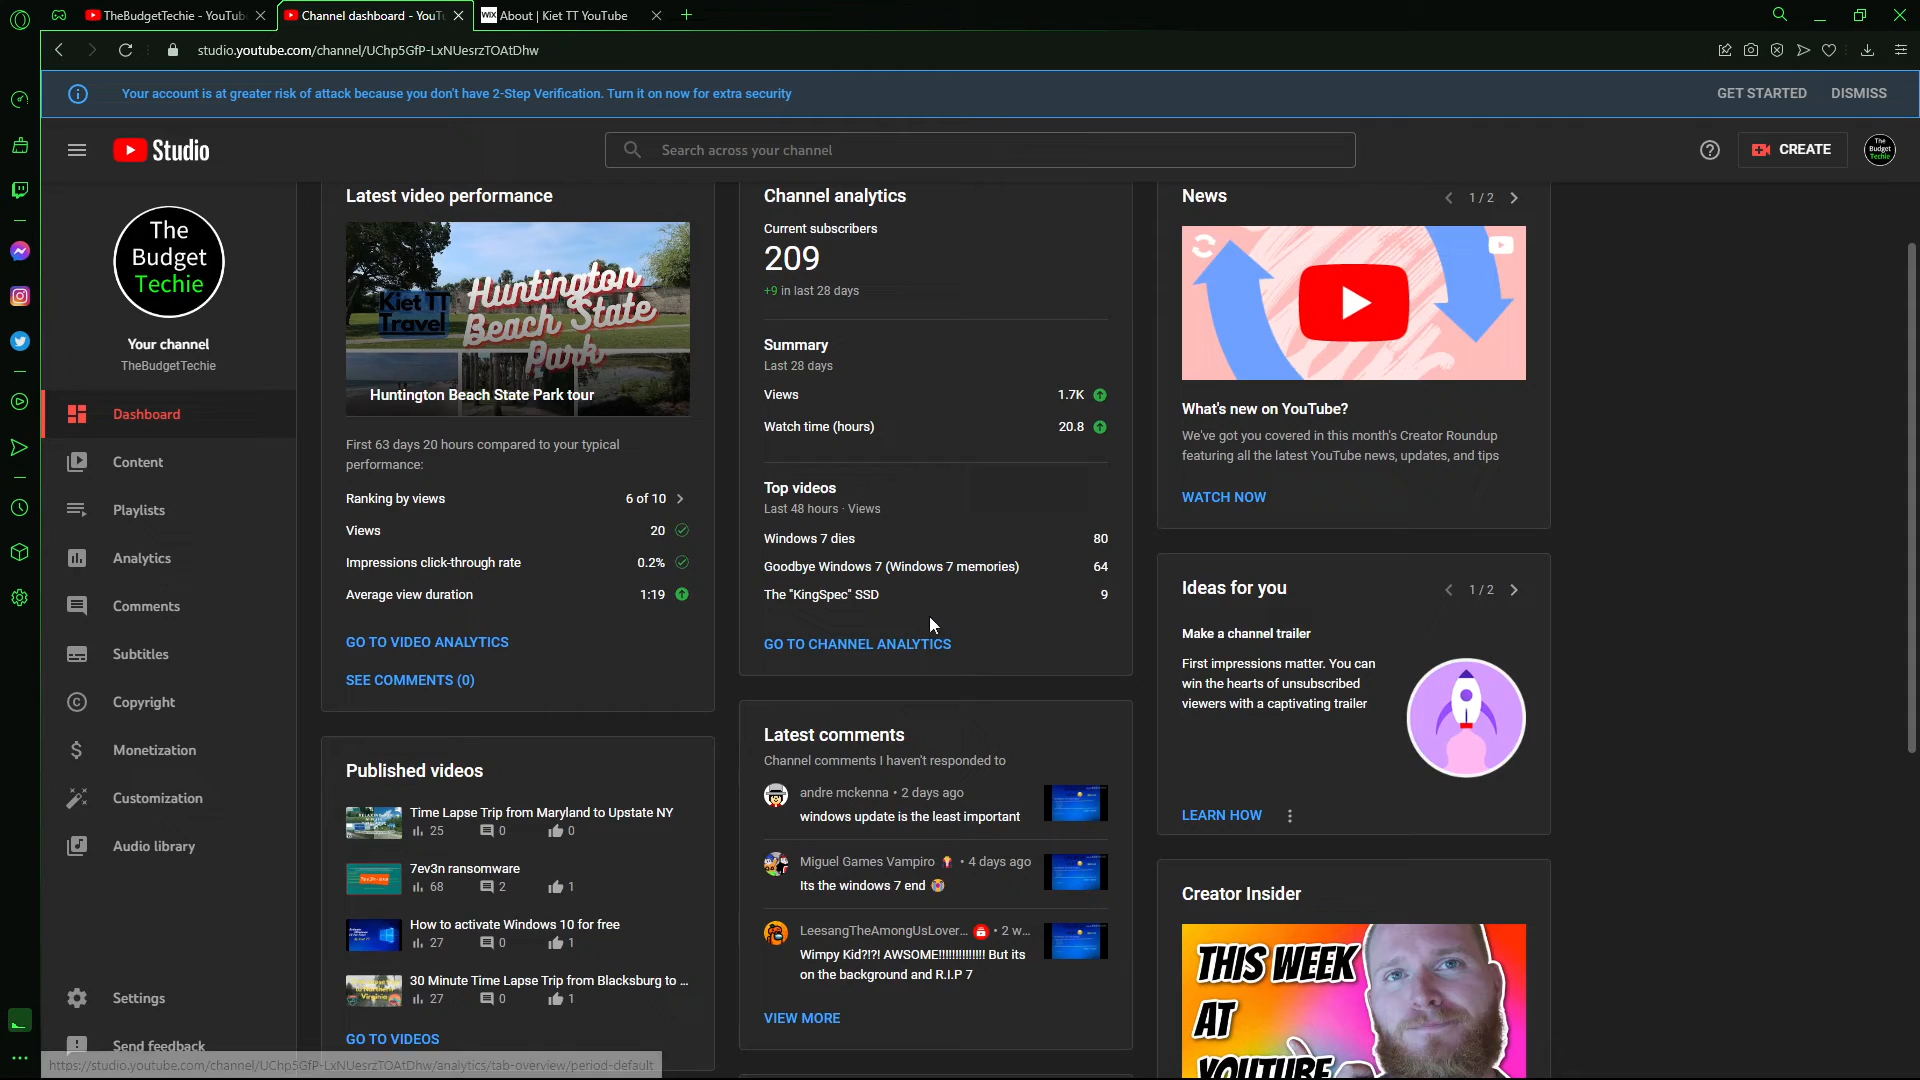 TheBudgetTechie - YouTub
Channel dashboard - YouTu
WIX About | Kiet TT YouTube
studio.youtube.com/channel/UChp5GfP-LxNUesrzTOAtDhw
Your account is at greater risk of attack because you don't have 2-Step Verification. Turn it on now for extra security
GET STARTED
DISMISS
Studio
Search across your channel
CREATE
The
Budget
Techie
The
Budget
Techie
Your channel
TheBudgetTechie
Dashboard
Content
Playlists
Analytics
Comments
Subtitles
Copyright
Monetization
Customization
Audio library
Settings
Send feedback
Latest video performance
Kiet TT
Travel
Huntington
Beach State
Park
Huntington Beach State Park tour
First 63 days 20 hours compared to your typical
performance:
Ranking by views 6 of 10
Views 20
Impressions click-through rate 0.2%
Average view duration 1:19
GO TO VIDEO ANALYTICS
SEE COMMENTS (0)
Published videos
Time Lapse Trip from Maryland to Upstate NY
25 0 0
7ev3n ransomware
68 2 1
How to activate Windows 10 for free
27 0 1
30 Minute Time Lapse Trip from Blacksburg to ...
27 0 1
GO TO VIDEOS
Channel analytics
Current subscribers
209
+9 in last 28 days
Summary
Last 28 days
Views 1.7K
Watch time (hours) 20.8
Top videos
Last 48 hours · Views
Windows 7 dies 80
Goodbye Windows 7 (Windows 7 memories) 64
The "KingSpec" SSD 9
GO TO CHANNEL ANALYTICS
Latest comments
Channel comments I haven't responded to
andre mckenna • 2 days ago
windows update is the least important
Miguel Games Vampiro • 4 days ago
Its the windows 7 end
LeesangTheAmongUsLover... • 2 w...
Wimpy Kid?!?! AWSOME!!!!!!!!!!!!!! But its
on the background and R.I.P 7
VIEW MORE
News
1 / 2
What's new on YouTube?
We've got you covered in this month's Creator Roundup
featuring all the latest YouTube news, updates, and tips
WATCH NOW
Ideas for you
1 / 2
Make a channel trailer
First impressions matter. You can
win the hearts of unsubscribed
viewers with a captivating trailer
LEARN HOW
Creator Insider
THIS WEEK
AT
YOUTUBE
https://studio.youtube.com/channel/UChp5GfP-LxNUesrzTOAtDhw/analytics/tab-overview/period-default